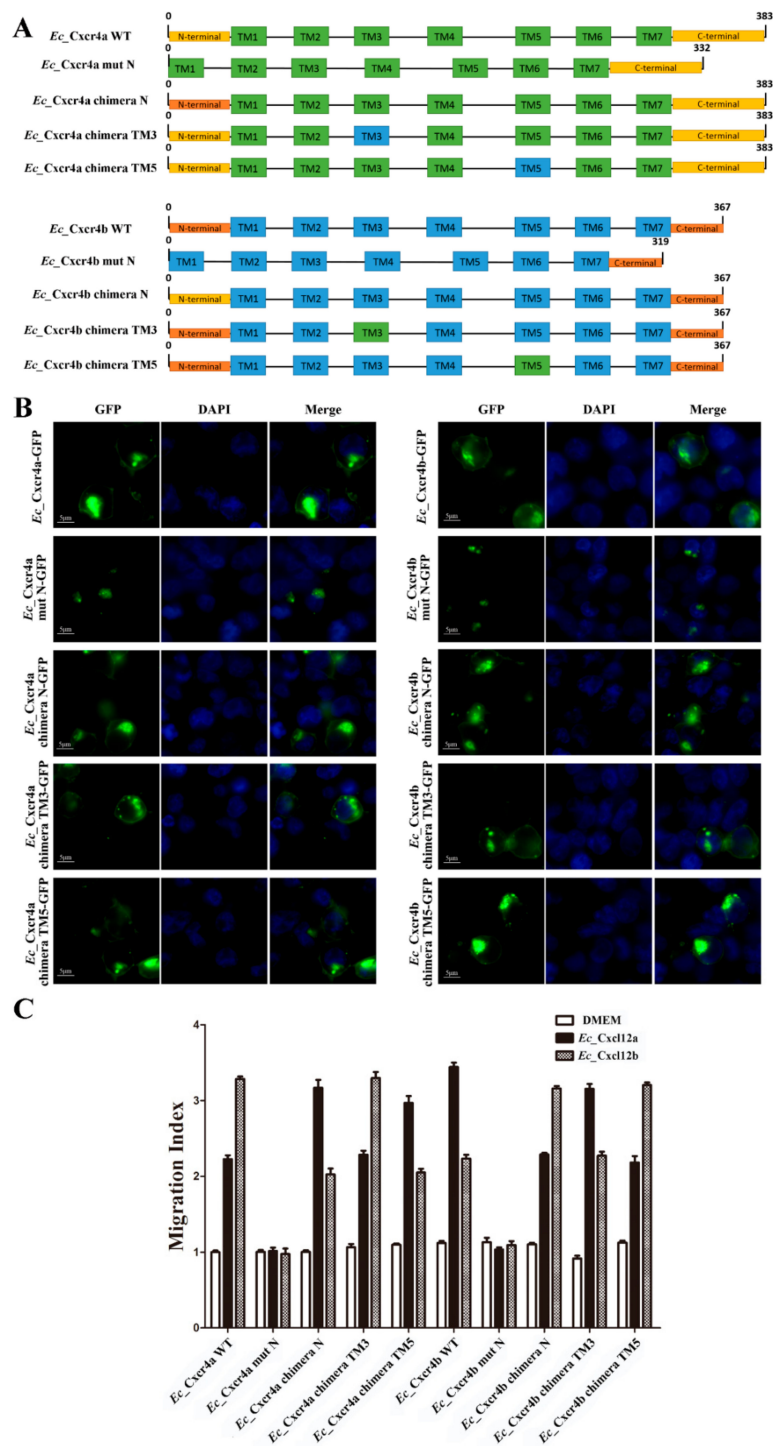 A
0 383
Ec_Cxcr4a WT N-terminal TM1 TM2 TM3 TM4 TM5 TM6 TM7 C-terminal
0 332
Ec_Cxcr4a mut N TM1 TM2 TM3 TM4 TM5 TM6 TM7 C-terminal
0 383
Ec_Cxcr4a chimera N N-terminal TM1 TM2 TM3 TM4 TM5 TM6 TM7 C-terminal
0 383
Ec_Cxcr4a chimera TM3 N-terminal TM1 TM2 TM3 TM4 TM5 TM6 TM7 C-terminal
0 383
Ec_Cxcr4a chimera TM5 N-terminal TM1 TM2 TM3 TM4 TM5 TM6 TM7 C-terminal
0 367
Ec_Cxcr4b WT N-terminal TM1 TM2 TM3 TM4 TM5 TM6 TM7 C-terminal
0 319
Ec_Cxcr4b mut N TM1 TM2 TM3 TM4 TM5 TM6 TM7 C-terminal
0 367
Ec_Cxcr4b chimera N N-terminal TM1 TM2 TM3 TM4 TM5 TM6 TM7 C-terminal
0 367
Ec_Cxcr4b chimera TM3 N-terminal TM1 TM2 TM3 TM4 TM5 TM6 TM7 C-terminal
0 367
Ec_Cxcr4b chimera TM5 N-terminal TM1 TM2 TM3 TM4 TM5 TM6 TM7 C-terminal
B
GFP DAPI Merge GFP DAPI Merge
Ec_Cxcr4a-GFP
5μm
Ec_Cxcr4b-GFP
5μm
Ec_Cxcr4a
mut N-GFP
5μm
Ec_Cxcr4b
mut N-GFP
5μm
Ec_Cxcr4a
chimera N-GFP
5μm
Ec_Cxcr4b
chimera N-GFP
5μm
Ec_Cxcr4a
chimera TM3-GFP
5μm
Ec_Cxcr4b
chimera TM3-GFP
5μm
Ec_Cxcr4a
chimera TM5-GFP
5μm
Ec_Cxcr4b
chimera TM5-GFP
5μm
C
DMEM
Ec_Cxcl12a
Ec_Cxcl12b
Migration Index
4
3
2
1
0
Ec_Cxcr4a WT
Ec_Cxcr4a mut N
Ec_Cxcr4a chimera N
Ec_Cxcr4a chimera TM3
Ec_Cxcr4a chimera TM5
Ec_Cxcr4b WT
Ec_Cxcr4b mut N
Ec_Cxcr4b chimera N
Ec_Cxcr4b chimera TM3
Ec_Cxcr4b chimera TM5